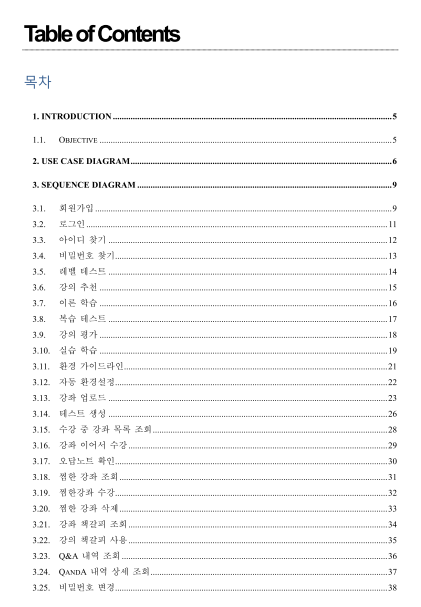 Table of Contents
목차
1. INTRODUCTION 5
1.1. OBJECTIVE 5
2. USE CASE DIAGRAM 6
3. SEQUENCE DIAGRAM 9
3.1. 회원가입 9
3.2. 로그인 11
3.3. 아이디 찾기 12
3.4. 비밀번호 찾기 13
3.5. 레벨 테스트 14
3.6. 강의 추천 15
3.7. 이론 학습 16
3.8. 복습 테스트 17
3.9. 강의 평가 18
3.10. 실습 학습 19
3.11. 환경 가이드라인 21
3.12. 자동 환경설정 22
3.13. 강좌 업로드 23
3.14. 테스트 생성 26
3.15. 수강 중 강좌 목록 조회 28
3.16. 강좌 이어서 수강 29
3.17. 오답노트 확인 30
3.18. 찜한 강좌 조회 31
3.19. 찜한강좌 수강 32
3.20. 찜한 강좌 삭제 33
3.21. 강좌 책갈피 조회 34
3.22. 강의 책갈피 사용 35
3.23. Q&A 내역 조회 36
3.24. QANDA 내역 상세 조회 37
3.25. 비밀번호 변경 38